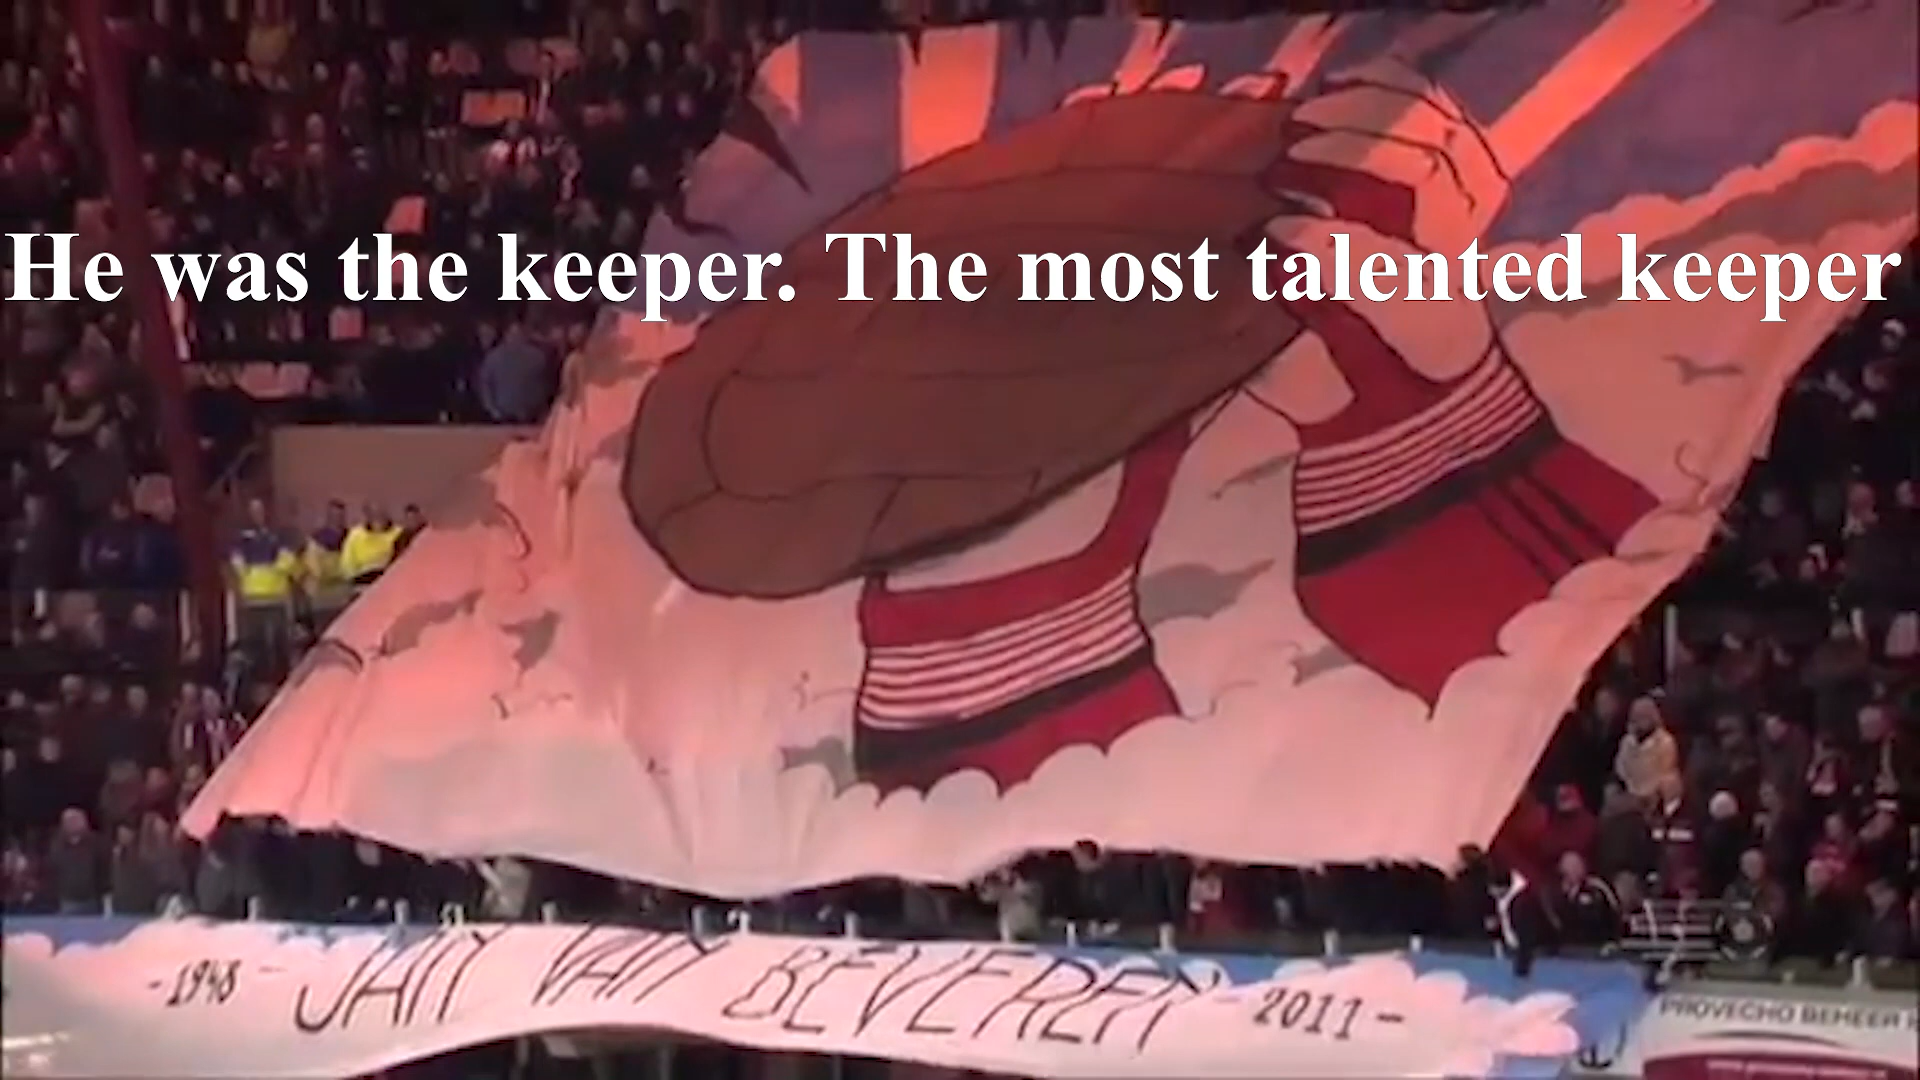 He was the keeper. The most talented keeper
-1948- JAN VAN BEVEREN -2011-
PROVECHO BEHEER